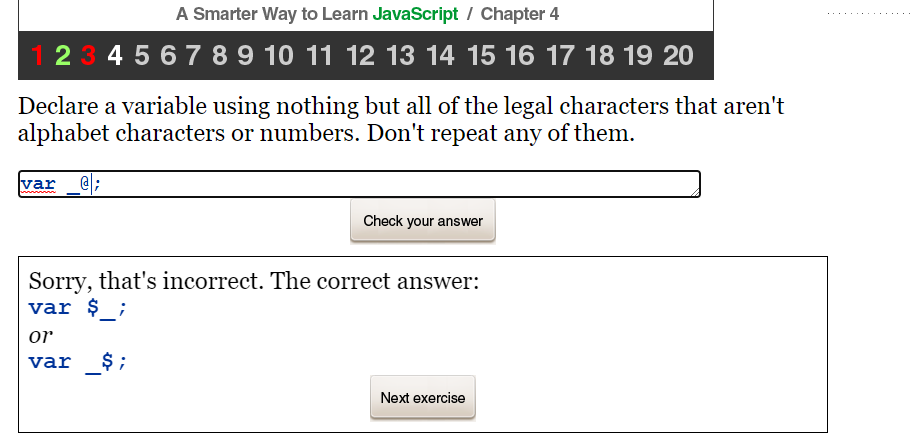 A Smarter Way to Learn JavaScript / Chapter 4
1 2 3 4 5 6 7 8 9 10 11 12 13 14 15 16 17 18 19 20
Declare a variable using nothing but all of the legal characters that aren't
alphabet characters or numbers. Don't repeat any of them.
var _@;
Check your answer
Sorry, that's incorrect. The correct answer:
var $_;
or
var _$;
Next exercise